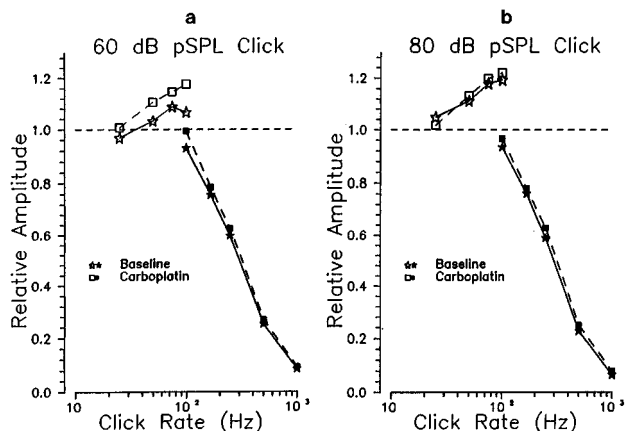 a
60 dB pSPL Click
Relative Amplitude
1.2
1.0
0.8
0.6
0.4
0.2
0.0
Baseline
Carboplatin
10
10²
10³
Click Rate (Hz)
b
80 dB pSPL Click
Relative Amplitude
1.2
1.0
0.8
0.6
0.4
0.2
0.0
Baseline
Carboplatin
10
10²
10³
Click Rate (Hz)